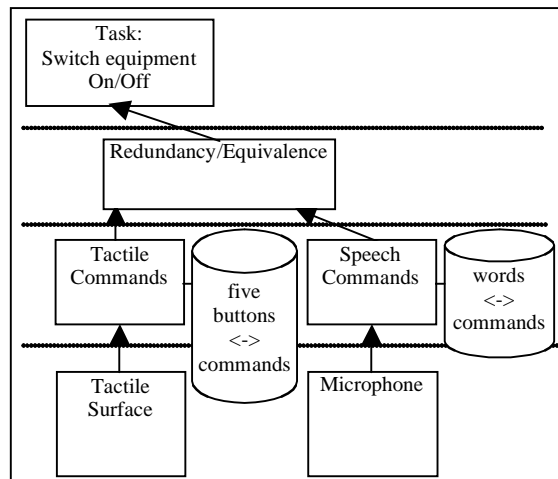 Task:
Switch equipment
On/Off
Redundancy/Equivalence
Tactile
Commands
five
buttons
<->
commands
Speech
Commands
words
<->
commands
Tactile
Surface
Microphone